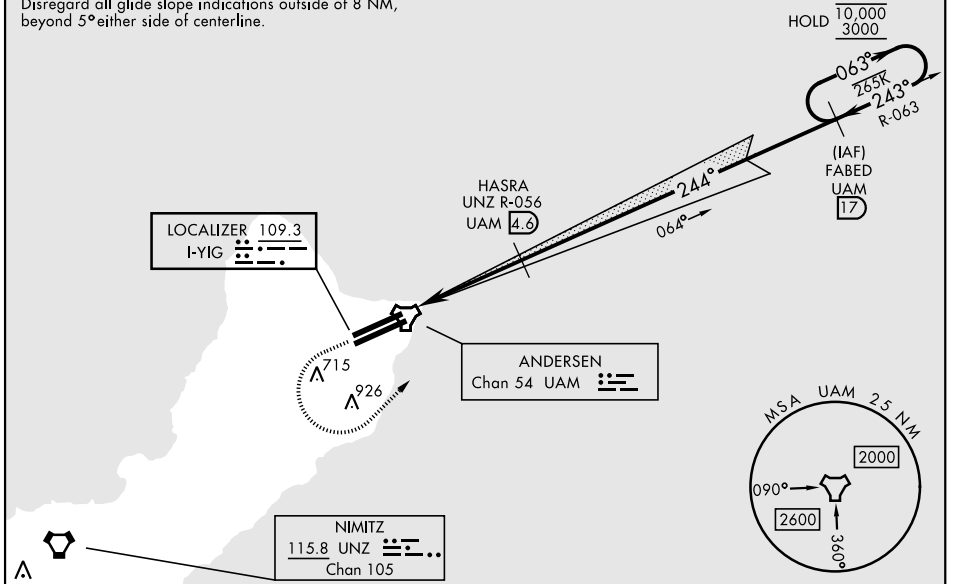 Disregard all glide slope indications outside of 8 NM,
beyond 5° either side of centerline.
HOLD 10,000
3000
063°
265K
243°
R-063
(IAF)
FABED
UAM
17
HASRA
UNZ R-056
UAM 4.6
244°
064°
LOCALIZER 109.3
I-YIG
ANDERSEN
Chan 54 UAM
715
926
MSA UAM 25 NM
2000
090°
2600
360°
NIMITZ
115.8 UNZ
Chan 105